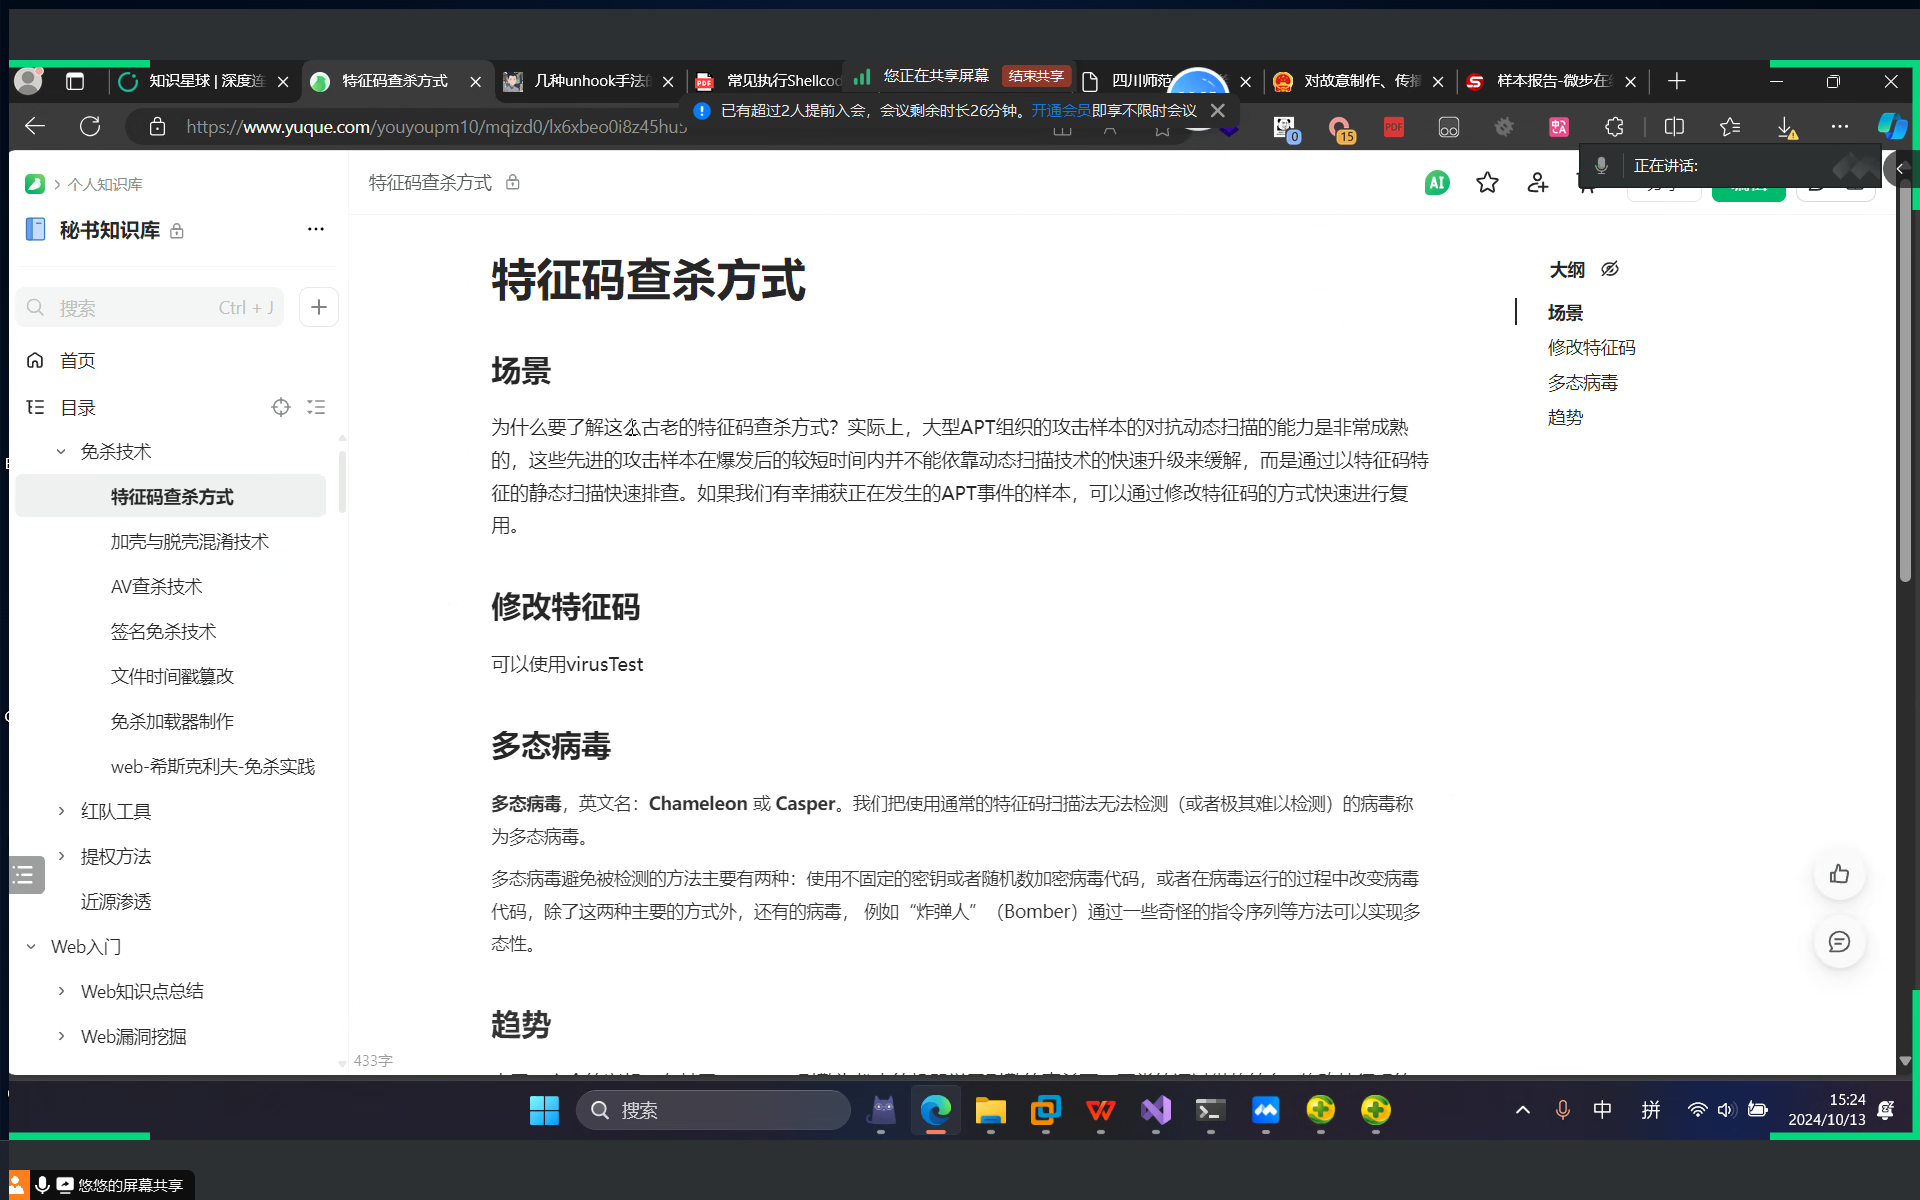 知识星球 | 深度连
特征码查杀方式
几种unhook手法的
常见执行Shellcod
您正在共享屏幕
结束共享
四川师范
对故意制作、传播
样本报告-微步在线
已有超过2人提前入会，会议剩余时长26分钟。开通会员即享不限时会议
https://www.yuque.com/youyoupm10/mqizd0/lx6xbeo0i8z45hu5
0
15
PDF
正在讲话:
个人知识库
特征码查杀方式
AI
秘书知识库
搜索
Ctrl + J
首页
目录
免杀技术
特征码查杀方式
加壳与脱壳混淆技术
AV查杀技术
签名免杀技术
文件时间戳篡改
免杀加载器制作
web-希斯克利夫-免杀实践
红队工具
提权方法
近源渗透
Web入门
Web知识点总结
Web漏洞挖掘
特征码查杀方式
场景
为什么要了解这么古老的特征码查杀方式？实际上，大型APT组织的攻击样本的对抗动态扫描的能力是非常成熟
的，这些先进的攻击样本在爆发后的较短时间内并不能依靠动态扫描技术的快速升级来缓解，而是通过以特征码特
征的静态扫描快速排查。如果我们有幸捕获正在发生的APT事件的样本，可以通过修改特征码的方式快速进行复
用。
修改特征码
可以使用virusTest
多态病毒
多态病毒，英文名：Chameleon 或 Casper。我们把使用通常的特征码扫描法无法检测（或者极其难以检测）的病毒称
为多态病毒。
多态病毒避免被检测的方法主要有两种：使用不固定的密钥或者随机数加密病毒代码，或者在病毒运行的过程中改变病毒
代码，除了这两种主要的方式外，还有的病毒， 例如“炸弹人”（Bomber）通过一些奇怪的指令序列等方法可以实现多
态性。
趋势
433字
大纲
场景
修改特征码
多态病毒
趋势
搜索
中
拼
15:24
2024/10/13
悠悠的屏幕共享